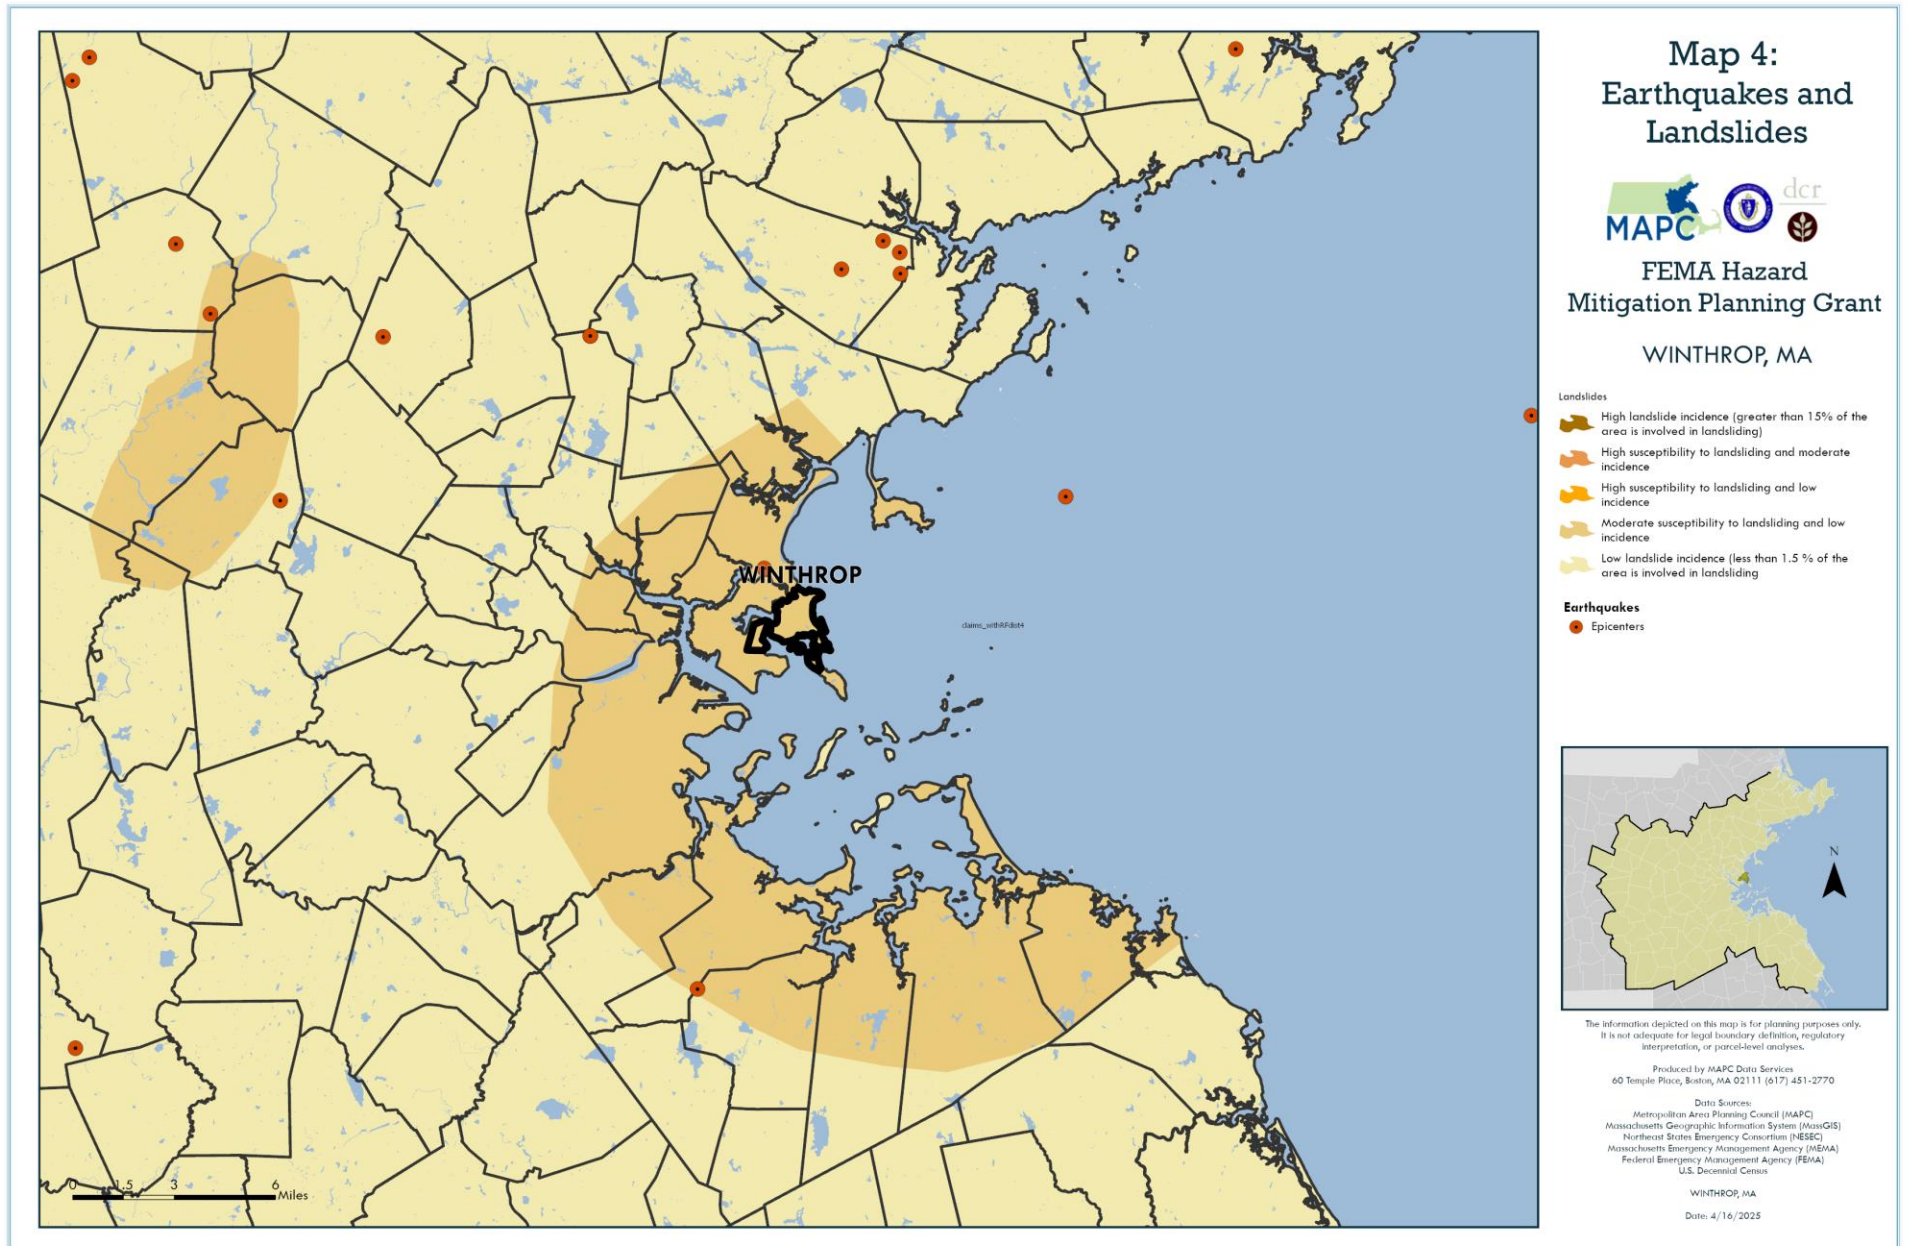 Map 4:
Earthquakes and
Landslides
MAPC
dcr
FEMA Hazard
Mitigation Planning Grant
WINTHROP, MA
Landslides
High landslide incidence (greater than 15% of the
area is involved in landsliding)
High susceptibility to landsliding and moderate
incidence
High susceptibility to landsliding and low
incidence
Moderate susceptibility to landsliding and low
incidence
Low landslide incidence (less than 1.5 % of the
area is involved in landsliding
Earthquakes
Epicenters
WINTHROP
claims_withRFdist4
0 1.5 3 6
Miles
N
The information depicted on this map is for planning purposes only.
It is not adequate for legal boundary definition, regulatory
interpretation, or parcel-level analyses.
Produced by MAPC Data Services
60 Temple Place, Boston, MA 02111 (617) 451-2770
Data Sources:
Metropolitan Area Planning Council (MAPC)
Massachusetts Geographic Information System (MassGIS)
Northeast States Emergency Consortium (NESEC)
Massachusetts Emergency Management Agency (MEMA)
Federal Emergency Management Agency (FEMA)
U.S. Decennial Census
WINTHROP, MA
Date: 4/16/2025